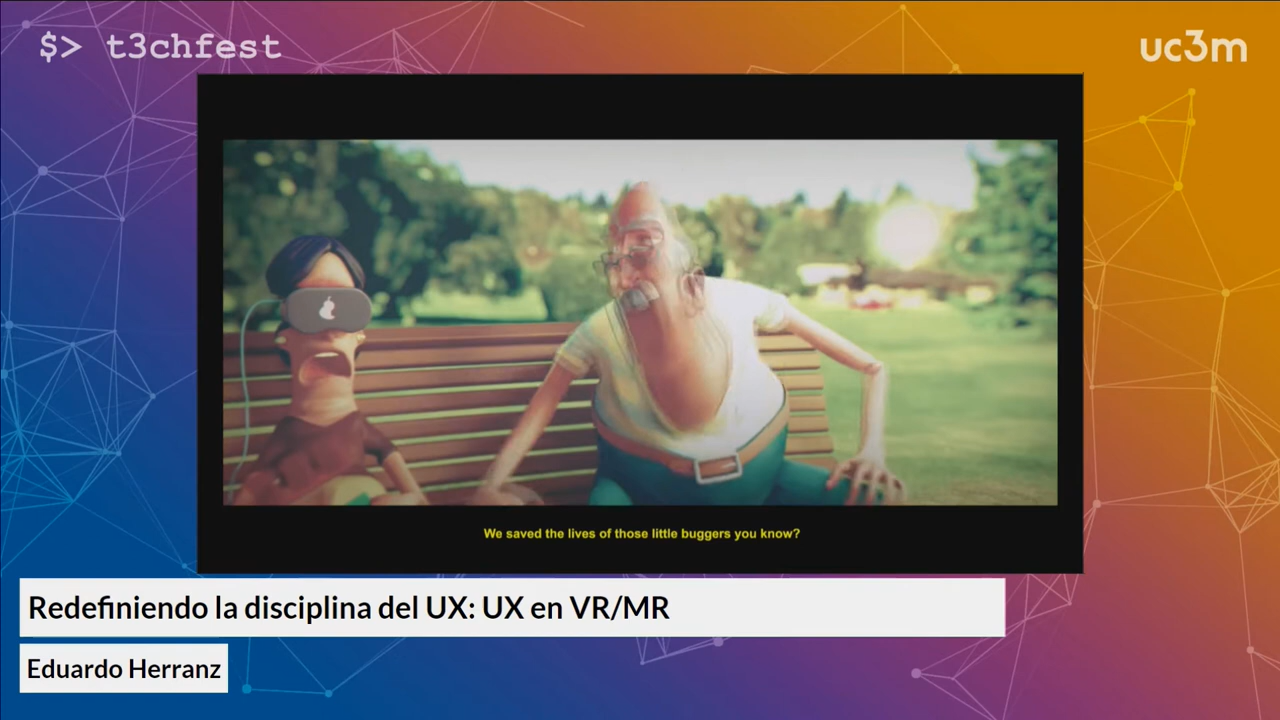 $> t3chfest
uc3m
We saved the lives of those little buggers you know?
Redefiniendo la disciplina del UX: UX en VR/MR
Eduardo Herranz